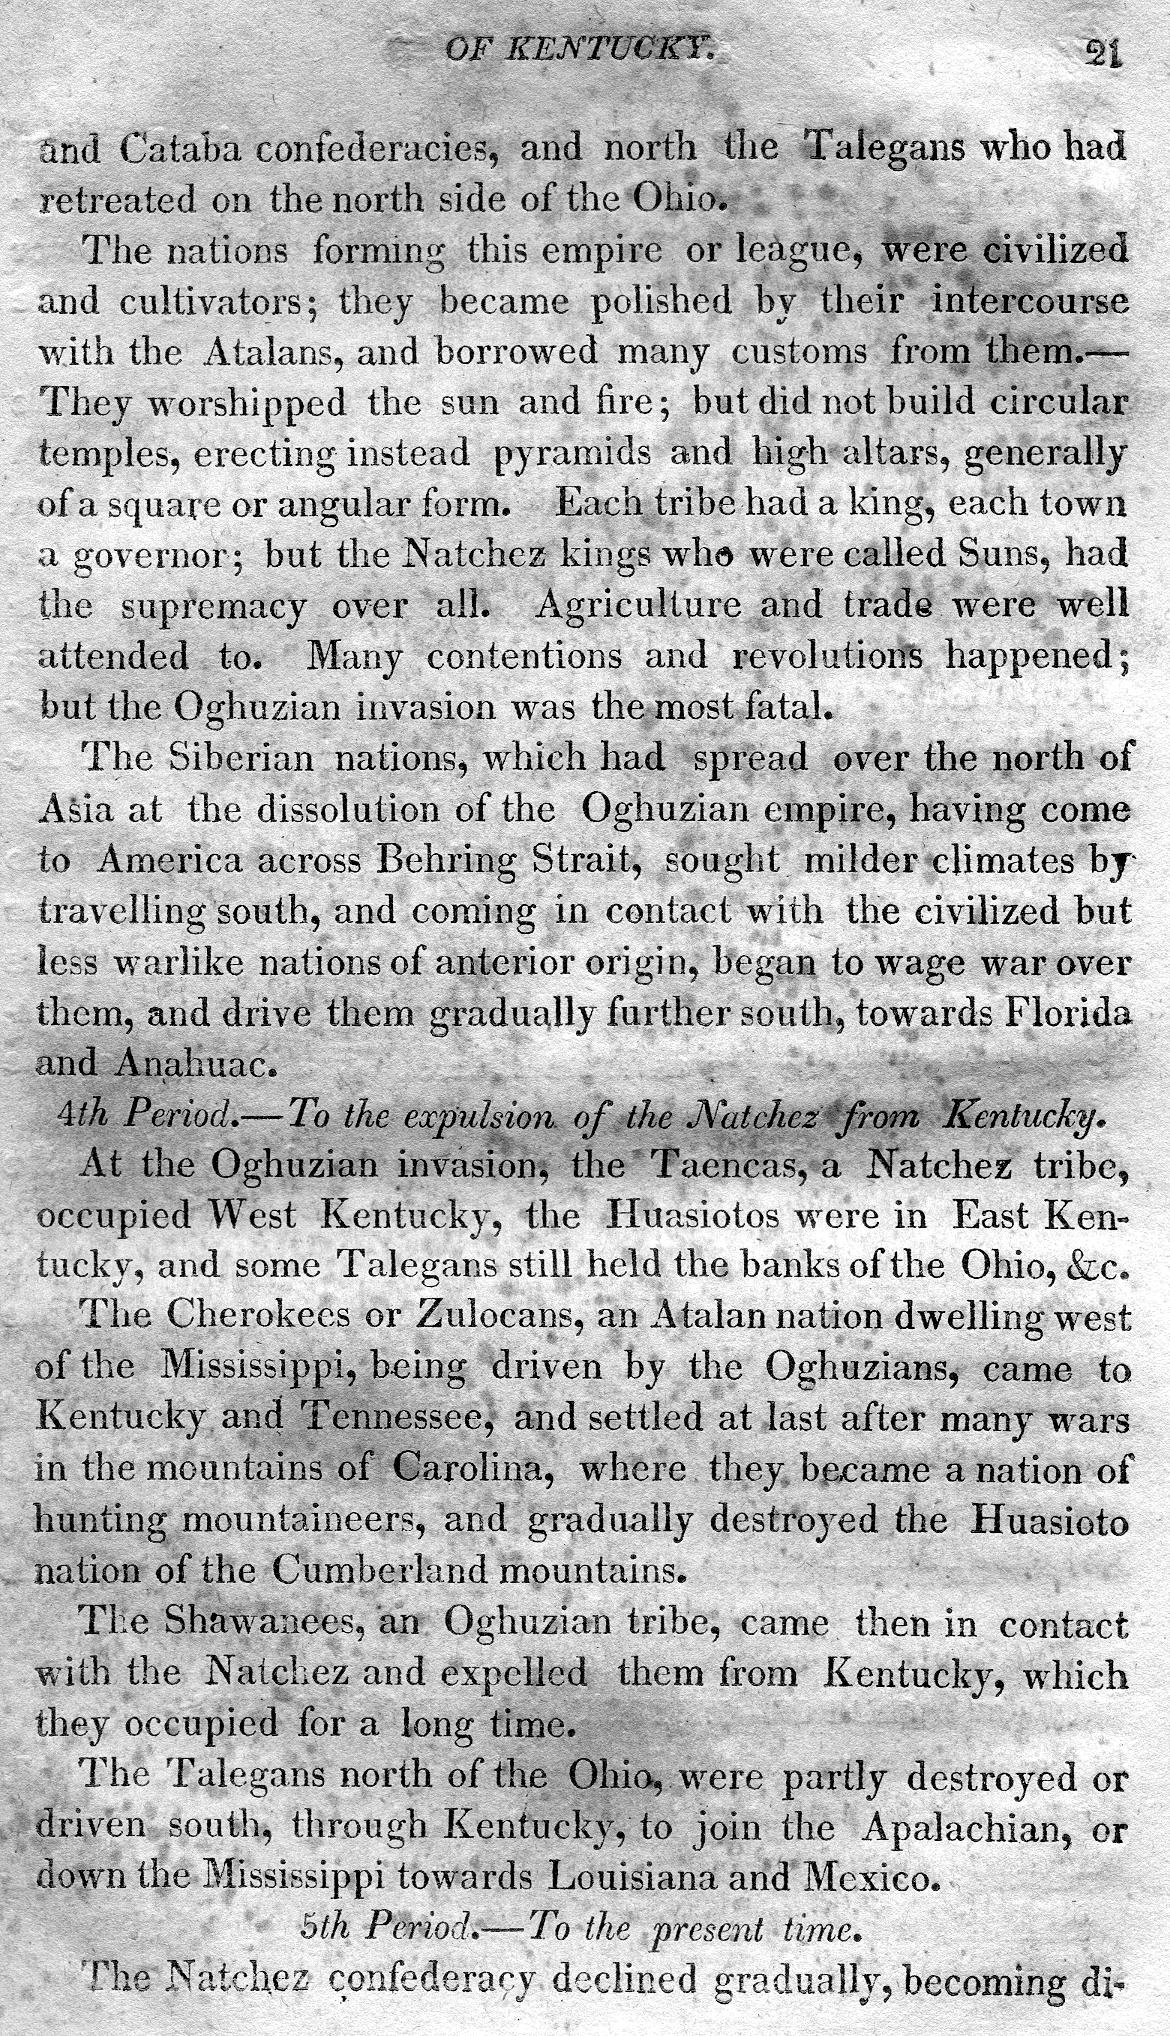 OF KENTUCKY. 21
and Cataba confederacies, and north the Talegans who had
retreated on the north side of the Ohio.
The nations forming this empire or league, were civilized
and cultivators; they became polished by their intercourse
with the Atalans, and borrowed many customs from them.—
They worshipped the sun and fire; but did not build circular
temples, erecting instead pyramids and high altars, generally
of a square or angular form. Each tribe had a king, each town
a governor; but the Natchez kings who were called Suns, had
the supremacy over all. Agriculture and trade were well
attended to. Many contentions and revolutions happened;
but the Oghuzian invasion was the most fatal.
The Siberian nations, which had spread over the north of
Asia at the dissolution of the Oghuzian empire, having come
to America across Behring Strait, sought milder climates by
travelling south, and coming in contact with the civilized but
less warlike nations of anterior origin, began to wage war over
them, and drive them gradually further south, towards Florida
and Anahuac.
4th Period.—To the expulsion of the Natchez from Kentucky.
At the Oghuzian invasion, the Taencas, a Natchez tribe,
occupied West Kentucky, the Huasiotos were in East Ken-
tucky, and some Talegans still held the banks of the Ohio, &c.
The Cherokees or Zulocans, an Atalan nation dwelling west
of the Mississippi, being driven by the Oghuzians, came to
Kentucky and Tennessee, and settled at last after many wars
in the mountains of Carolina, where they became a nation of
hunting mountaineers, and gradually destroyed the Huasioto
nation of the Cumberland mountains.
The Shawanees, an Oghuzian tribe, came then in contact
with the Natchez and expelled them from Kentucky, which
they occupied for a long time.
The Talegans north of the Ohio, were partly destroyed or
driven south, through Kentucky, to join the Apalachian, or
down the Mississippi towards Louisiana and Mexico.
5th Period.—To the present time.
The Natchez confederacy declined gradually, becoming di-